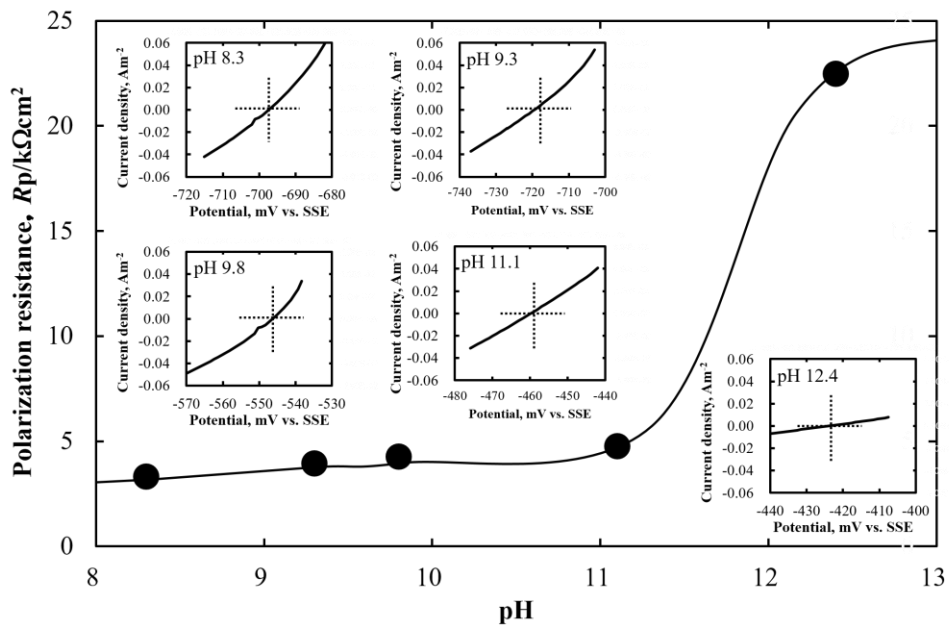 Polarization resistance, Rp/kΩcm²
25
20
15
10
5
0
8
9
10
11
12
13
pH
pH 8.3
Current density, Am⁻²
0.06
0.04
0.02
0.00
-0.02
-0.04
-0.06
-720 -710 -700 -690 -680
Potential, mV vs. SSE
pH 9.3
Current density, Am⁻²
0.06
0.04
0.02
0.00
-0.02
-0.04
-0.06
-740 -730 -720 -710 -700
Potential, mV vs. SSE
pH 9.8
Current density, Am⁻²
0.06
0.04
0.02
0.00
-0.02
-0.04
-0.06
-570 -560 -550 -540 -530
Potential, mV vs. SSE
pH 11.1
Current density, Am⁻²
0.06
0.04
0.02
0.00
-0.02
-0.04
-0.06
-480 -470 -460 -450 -440
Potential, mV vs. SSE
pH 12.4
Current density, Am⁻²
0.06
0.04
0.02
0.00
-0.02
-0.04
-0.06
-440 -430 -420 -410 -400
Potential, mV vs. SSE